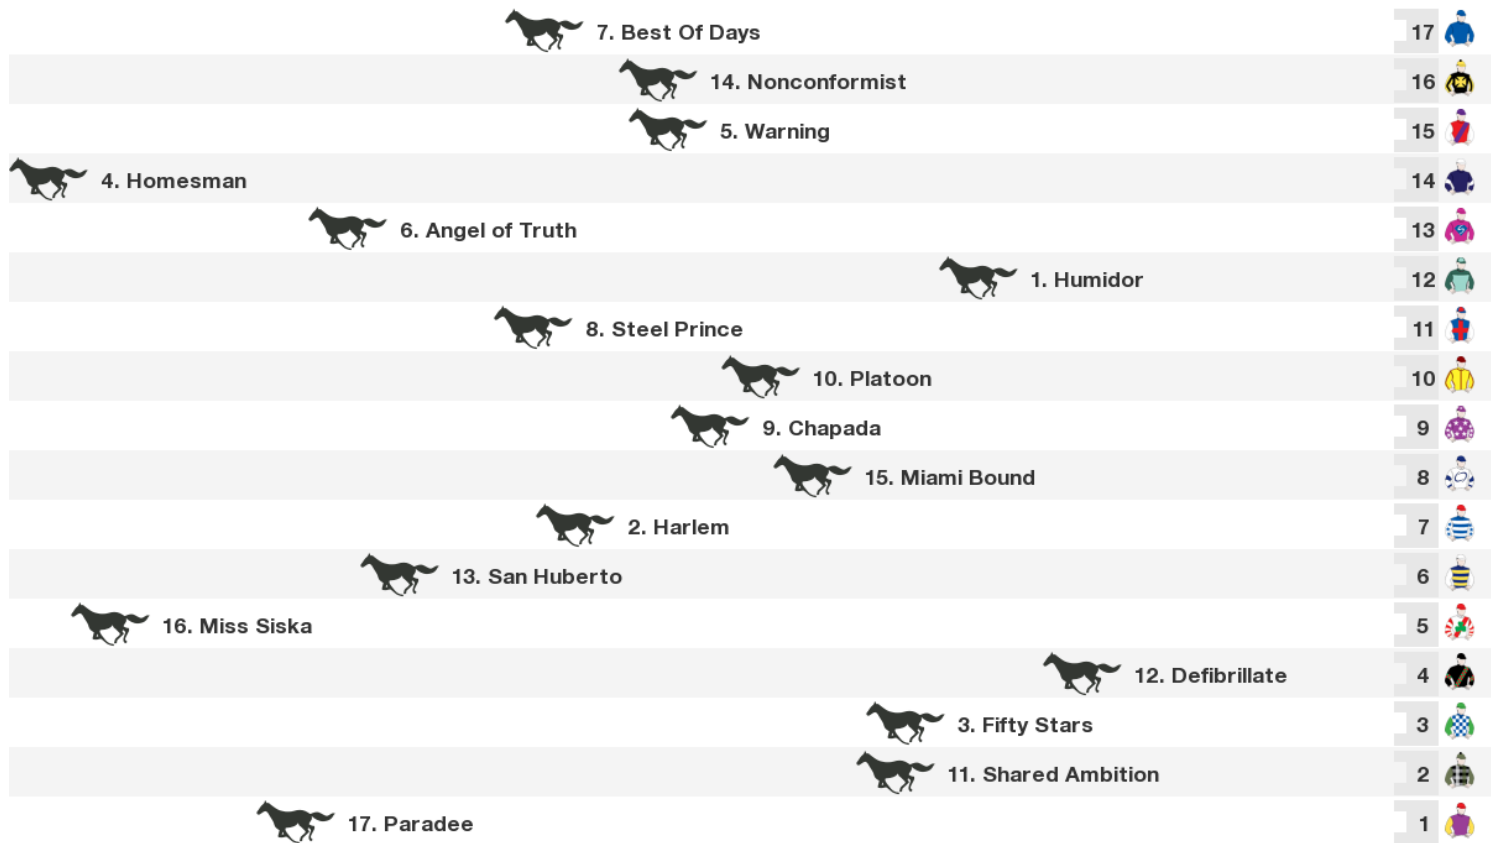 7. Best Of Days 17
14. Nonconformist 16
5. Warning 15
4. Homesman 14
6. Angel of Truth 13
1. Humidor 12
8. Steel Prince 11
10. Platoon 10
9. Chapada 9
15. Miami Bound 8
2. Harlem 7
13. San Huberto 6
16. Miss Siska 5
12. Defibrillate 4
3. Fifty Stars 3
11. Shared Ambition 2
17. Paradee 1